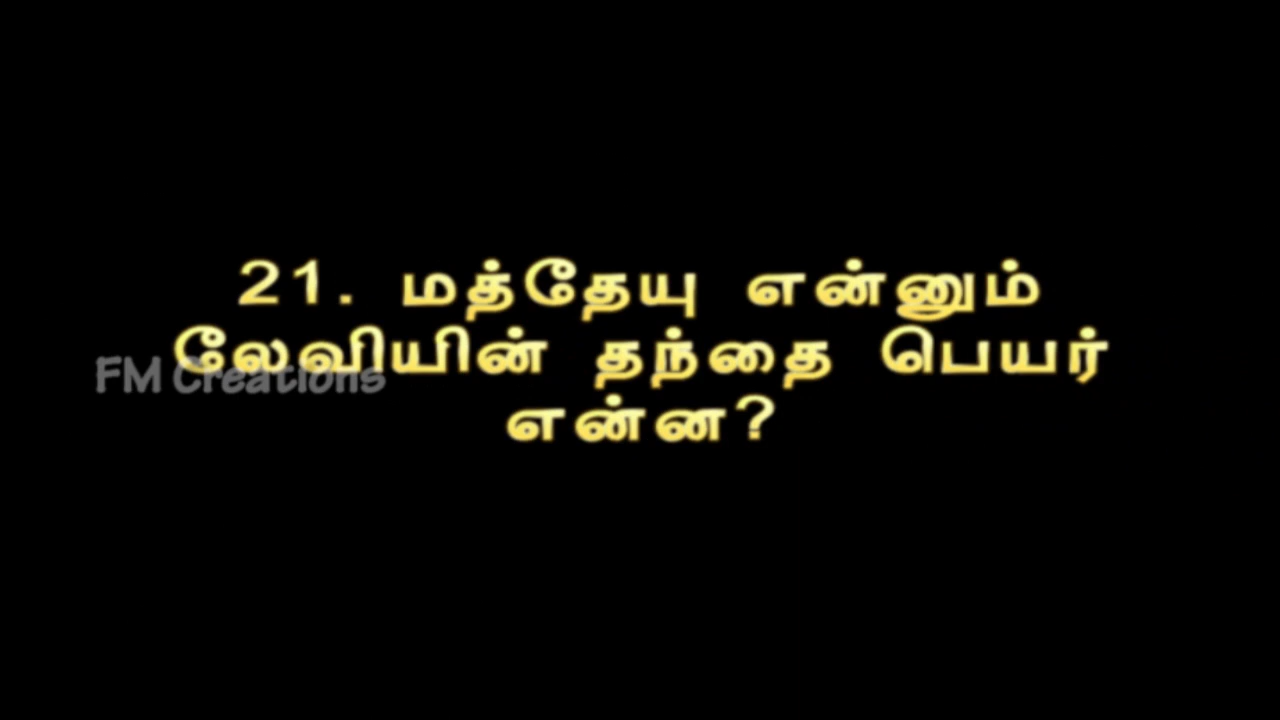 21. மத்தேயு என்னும்
லேவியின் தந்தை பெயர்
என்ன?
FM Creations